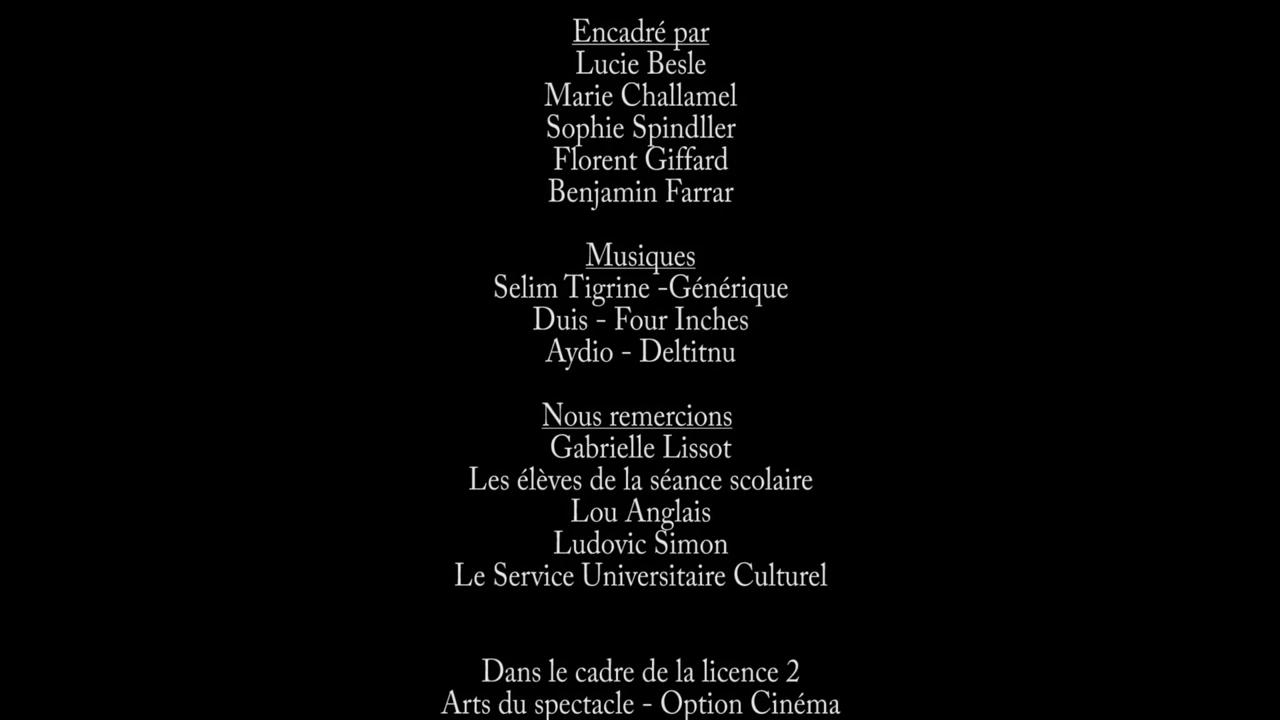 Encadré par
Lucie Besle
Marie Challamel
Sophie Spindller
Florent Giffard
Benjamin Farrar
Musiques
Selim Tigrine -Générique
Duis - Four Inches
Aydio - Deltitnu
Nous remercions
Gabrielle Lissot
Les élèves de la séance scolaire
Lou Anglais
Ludovic Simon
Le Service Universitaire Culturel
Dans le cadre de la licence 2
Arts du spectacle - Option Cinéma